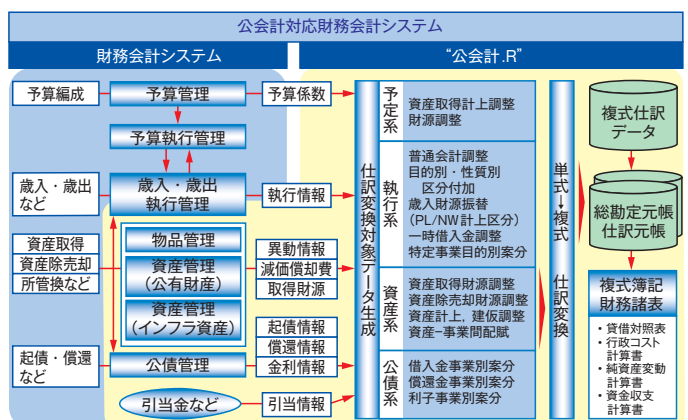 公会計対応財務会計システム
財務会計システム
“公会計.R”
予算編成
予算管理
予算係数
予算執行管理
歳入・歳出
など
歳入・歳出
執行管理
執行情報
資産取得
資産除売却
所管換など
物品管理
資産管理
(公有財産)
資産管理
(インフラ資産)
異動情報
減価償却費
取得財源
起債・償還
など
公債管理
起債情報
償還情報
金利情報
引当金など
引当情報
仕訳変換対象データ生成
予定系
資産取得計上調整
財源調整
執行系
普通会計調整
目的別・性質別
区分付加
歳入財源振替
(PL/NW計上区分)
一時借入金調整
特定事業目的別案分
資産系
資産取得財源調整
資産除売却財源調整
資産計上,建仮調整
資産−事業間配賦
公債系
借入金事業別案分
償還金事業別案分
利子事業別案分
単式→複式
仕訳変換
複式仕訳
データ
総勘定元帳
仕訳元帳
複式簿記
財務諸表
・貸借対照表
・行政コスト
計算書
・純資産変動
計算書
・資金収支
計算書